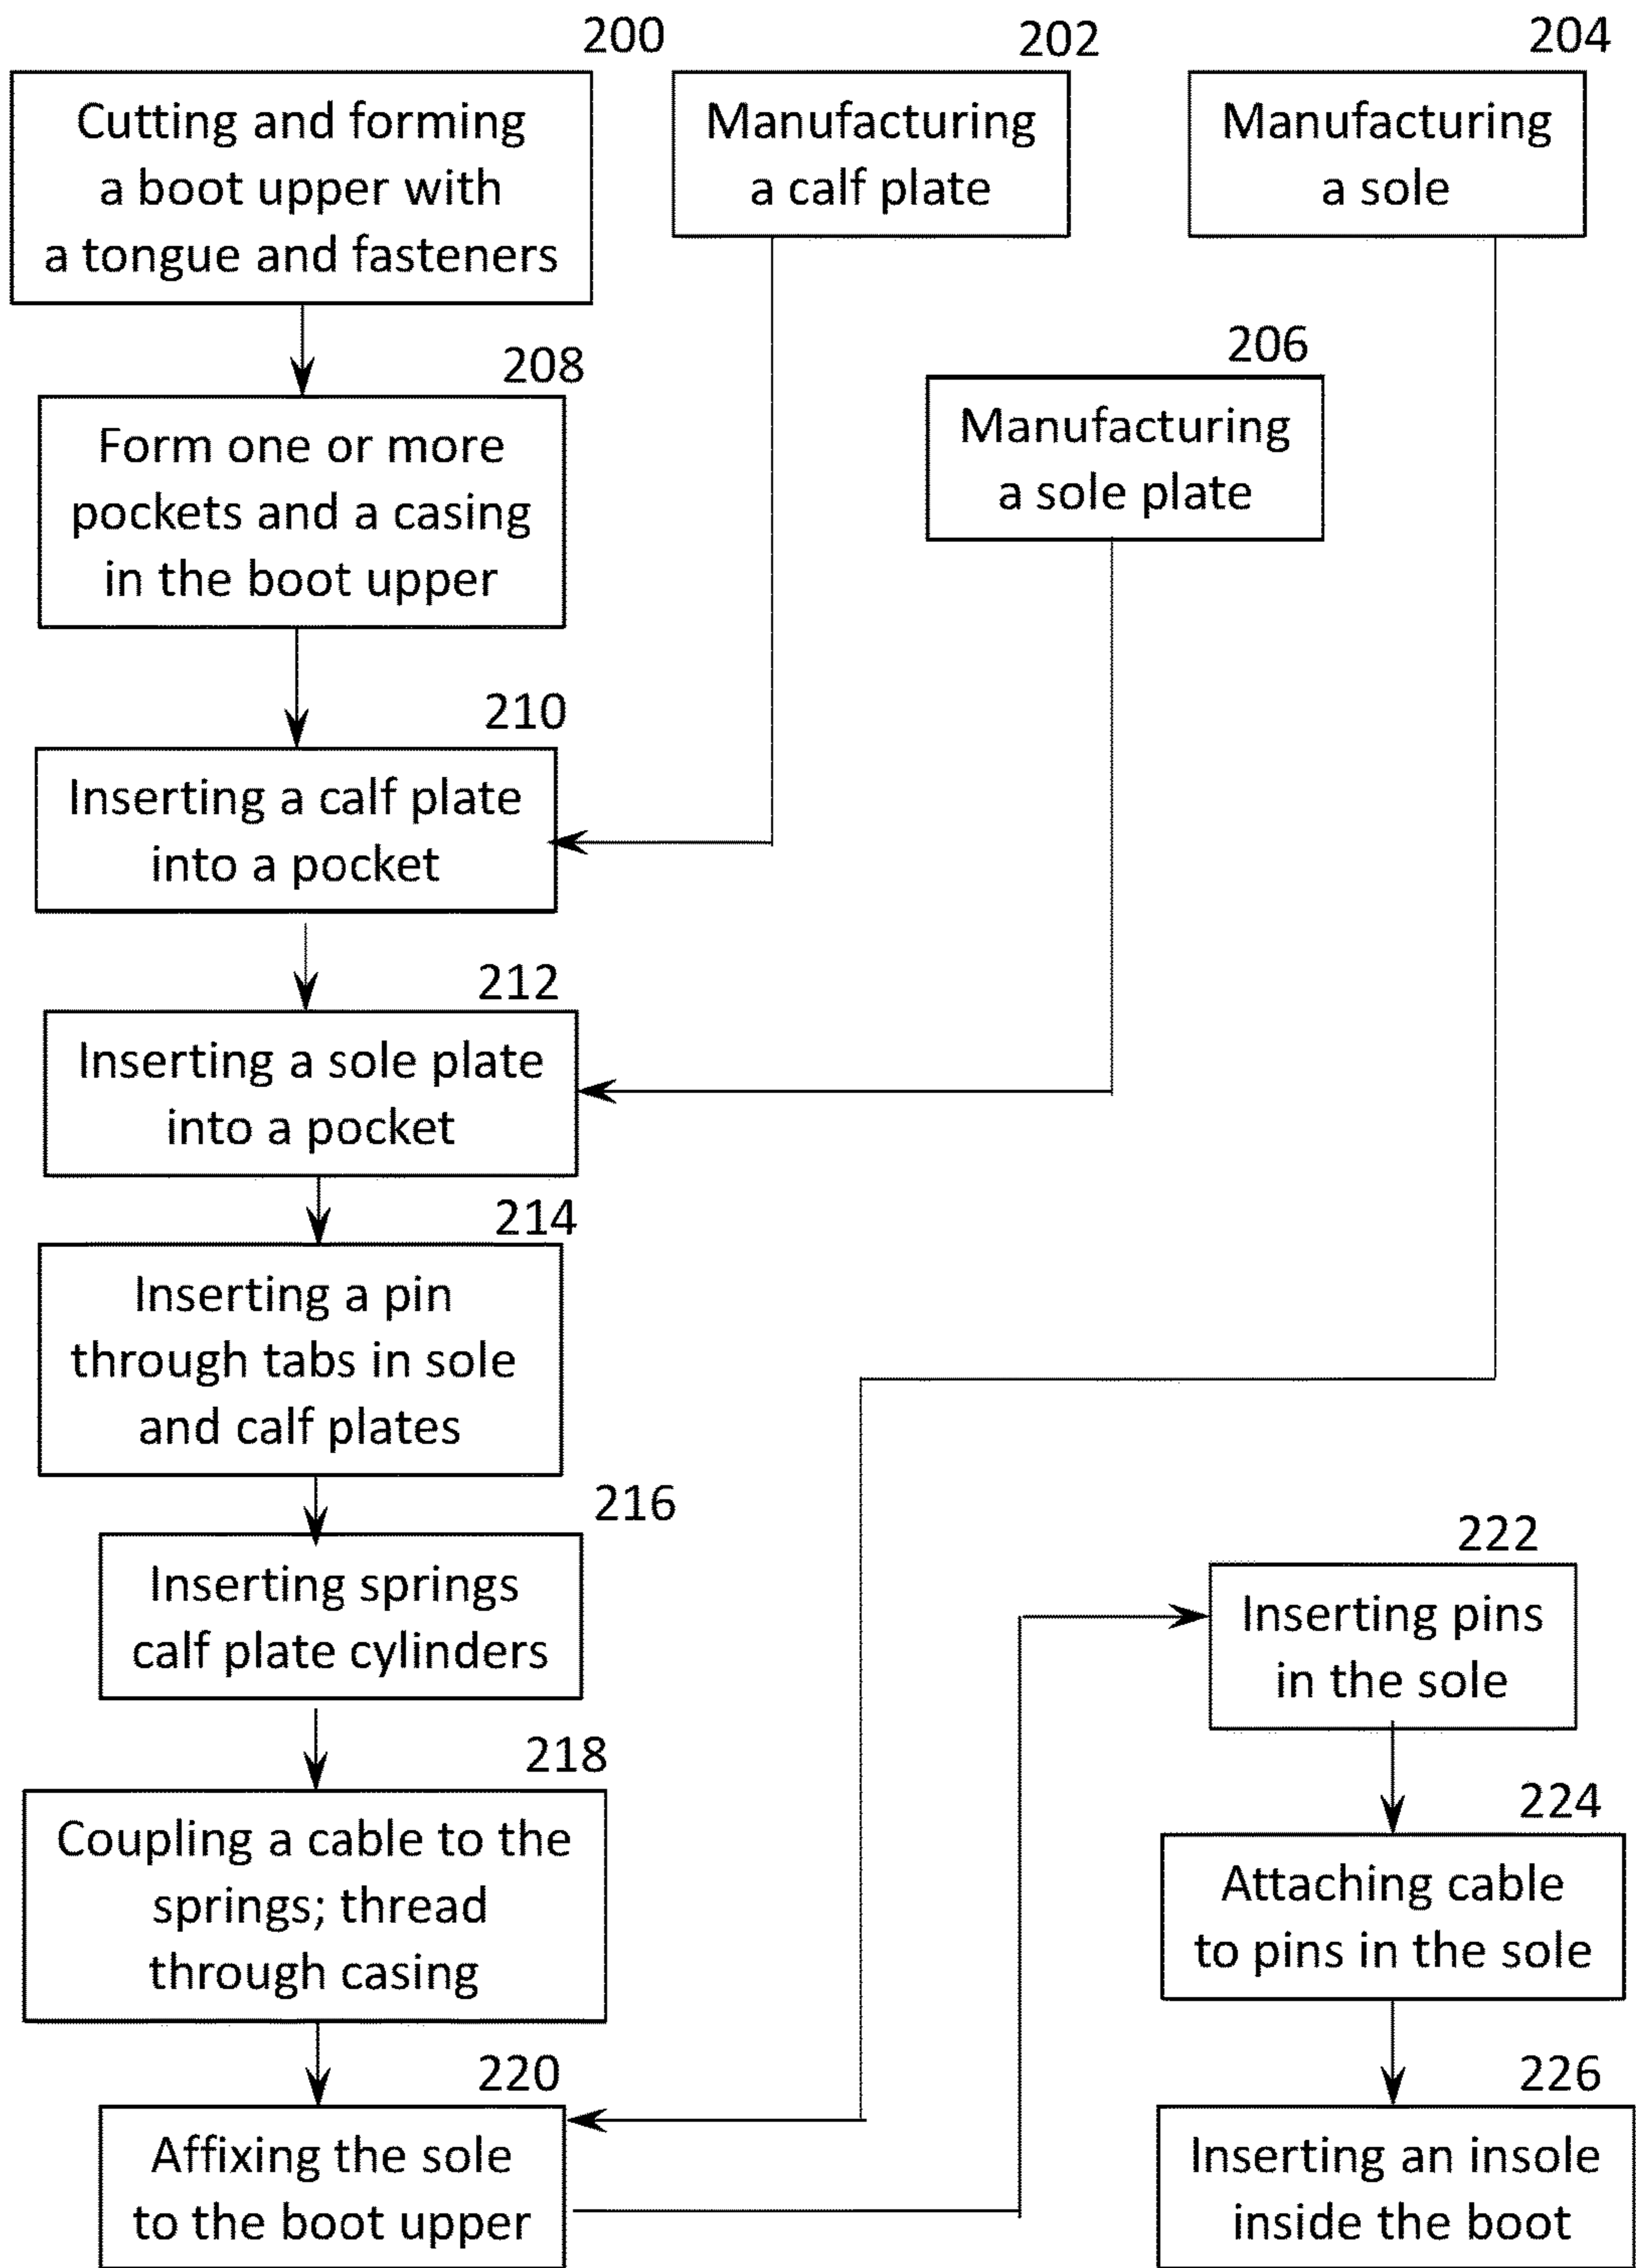 200
Cutting and forming
a boot upper with
a tongue and fasteners
202
Manufacturing
a calf plate
204
Manufacturing
a sole
206
Manufacturing
a sole plate
208
Form one or more
pockets and a casing
in the boot upper
210
Inserting a calf plate
into a pocket
212
Inserting a sole plate
into a pocket
214
Inserting a pin
through tabs in sole
and calf plates
216
Inserting springs
calf plate cylinders
218
Coupling a cable to the
springs; thread
through casing
220
Affixing the sole
to the boot upper
222
Inserting pins
in the sole
224
Attaching cable
to pins in the sole
226
Inserting an insole
inside the boot